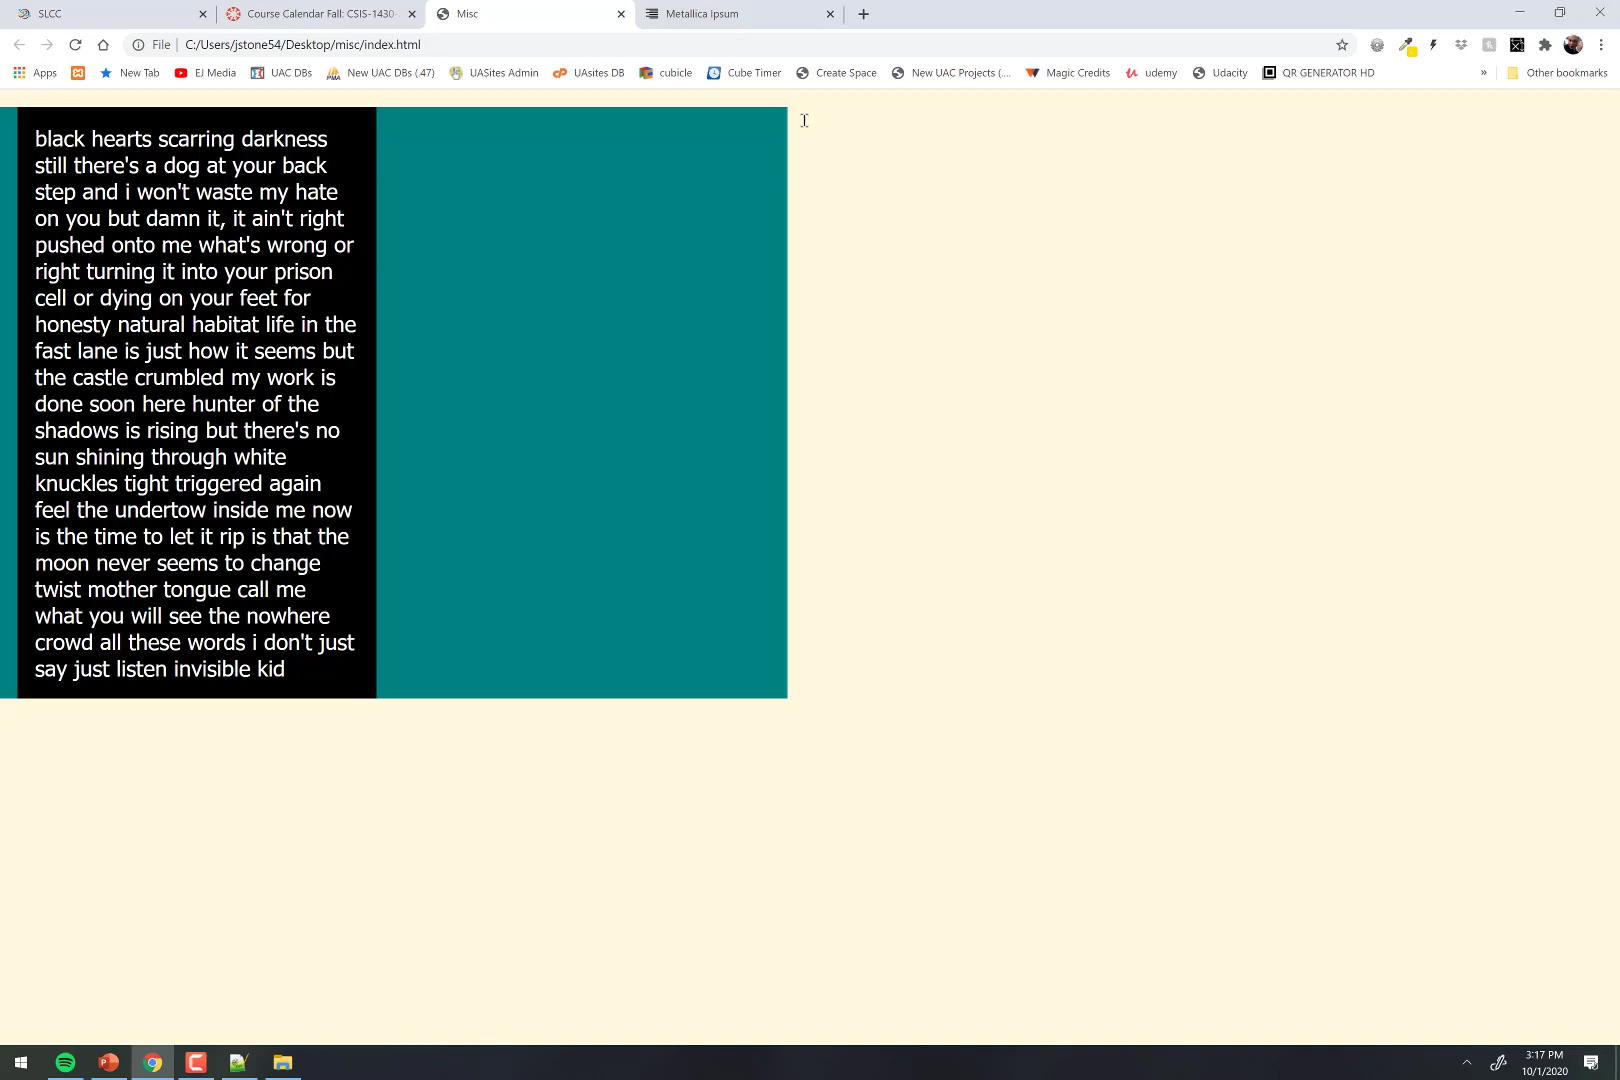 SLCC
Course Calendar Fall: CSIS-1430-
Misc
Metallica Ipsum
File
C:/Users/jstone54/Desktop/misc/index.html
Apps
New Tab
EJ Media
UAC DBs
New UAC DBs (.47)
UASites Admin
UAsites DB
cubicle
Cube Timer
Create Space
New UAC Projects (....
Magic Credits
udemy
Udacity
QR GENERATOR HD
»
Other bookmarks
black hearts scarring darkness
still there's a dog at your back
step and i won't waste my hate
on you but damn it, it ain't right
pushed onto me what's wrong or
right turning it into your prison
cell or dying on your feet for
honesty natural habitat life in the
fast lane is just how it seems but
the castle crumbled my work is
done soon here hunter of the
shadows is rising but there's no
sun shining through white
knuckles tight triggered again
feel the undertow inside me now
is the time to let it rip is that the
moon never seems to change
twist mother tongue call me
what you will see the nowhere
crowd all these words i don't just
say just listen invisible kid
3:17 PM
10/1/2020